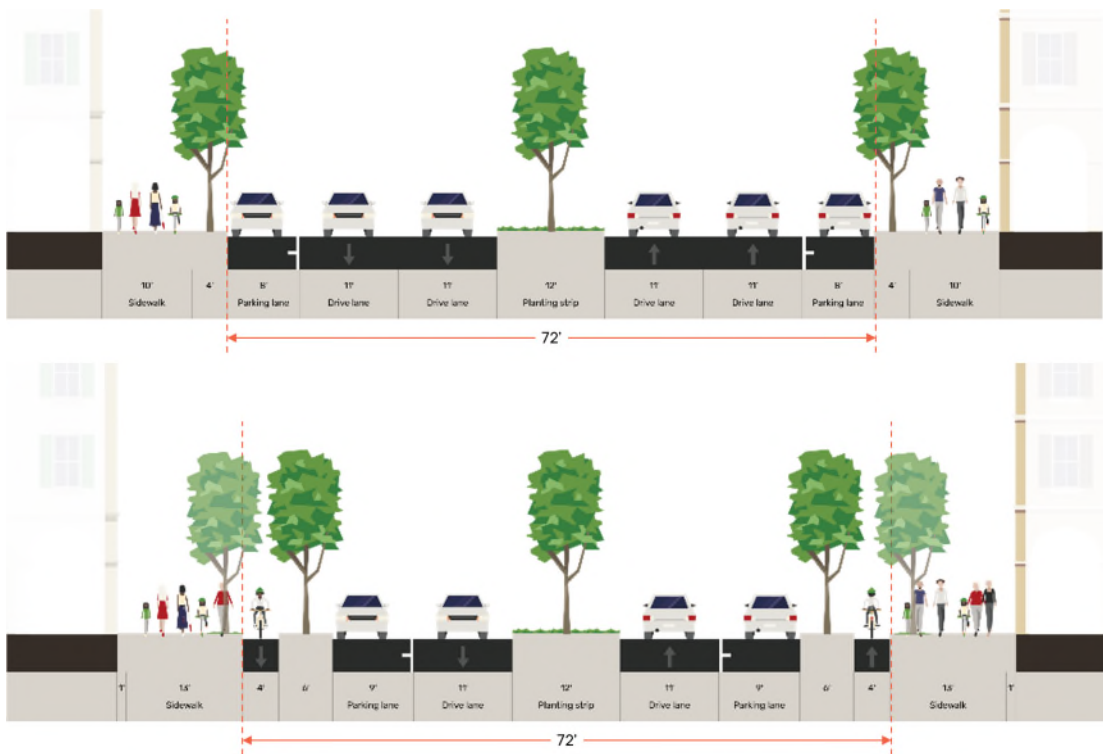 10' 4' 8' 11' 11' 12' 11' 11' 8' 4' 10'
Sidewalk Parking lane Drive lane Drive lane Planting strip Drive lane Drive lane Parking lane Sidewalk
72'
1' 13' 4' 6' 9' 11' 12' 11' 9' 6' 4' 13' 1'
Sidewalk Parking lane Drive lane Planting strip Drive lane Parking lane Sidewalk
72'